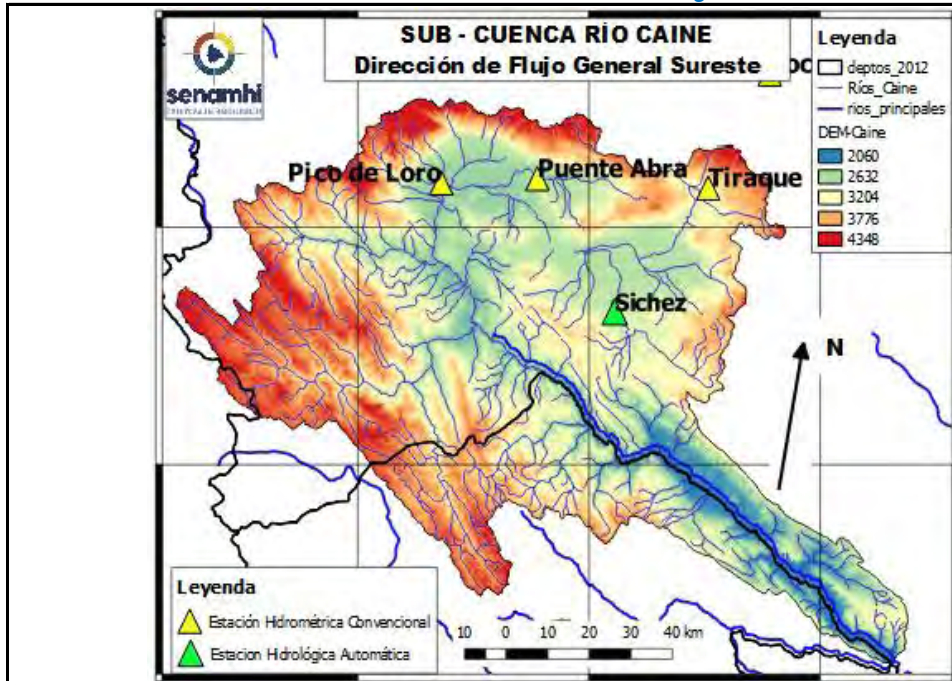 SUB - CUENCA RÍO CAINE
Dirección de Flujo General Sureste
senamhi
Leyenda
deptos_2012
Ríos_Caine
rios_principales
DEM-Caine
2060
2632
3204
3776
4348
Pico de Loro
Puente Abra
Tiraque
Sichez
N
Leyenda
Estación Hidrométrica Convencional
Estacion Hidrológica Automática
10 0 10 20 30 40 km